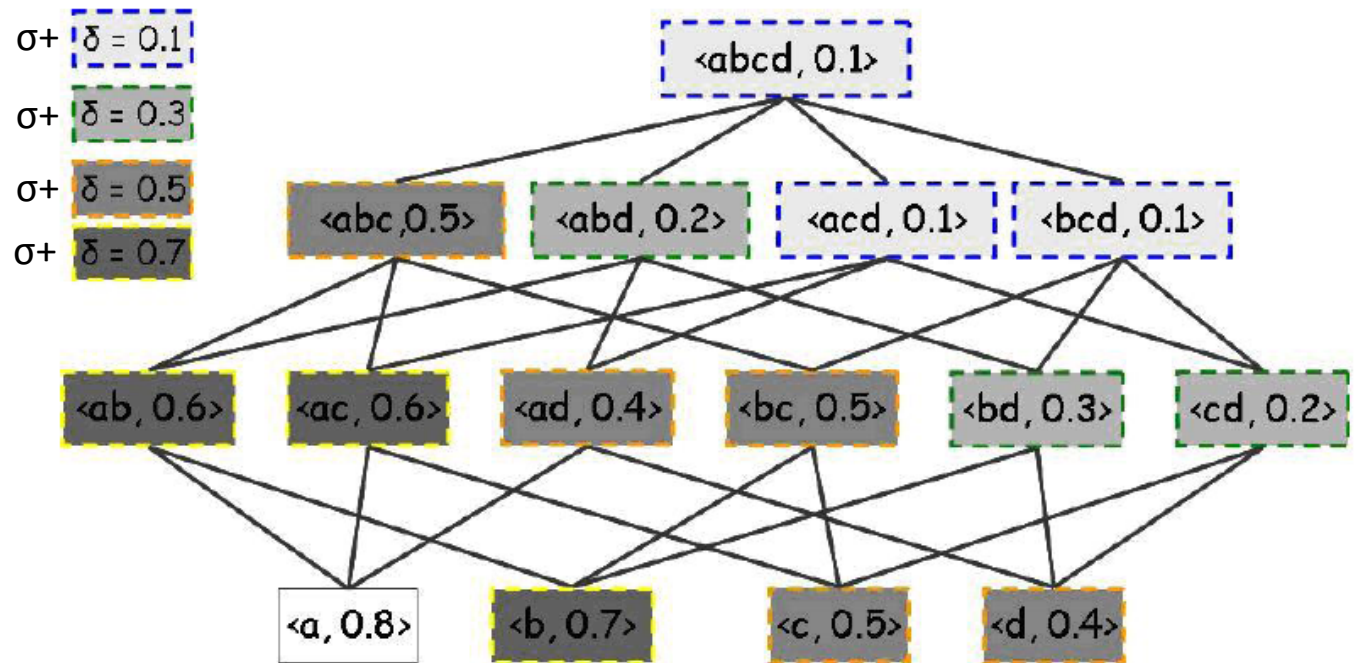 σ+ δ = 0.1
σ+ δ = 0.3
σ+ δ = 0.5
σ+ δ = 0.7
<abcd, 0.1>
<abc,0.5> <abd, 0.2> <acd, 0.1> <bcd, 0.1>
<ab, 0.6> <ac, 0.6> <ad, 0.4> <bc, 0.5> <bd, 0.3> <cd, 0.2>
<a, 0.8> <b, 0.7> <c, 0.5> <d, 0.4>